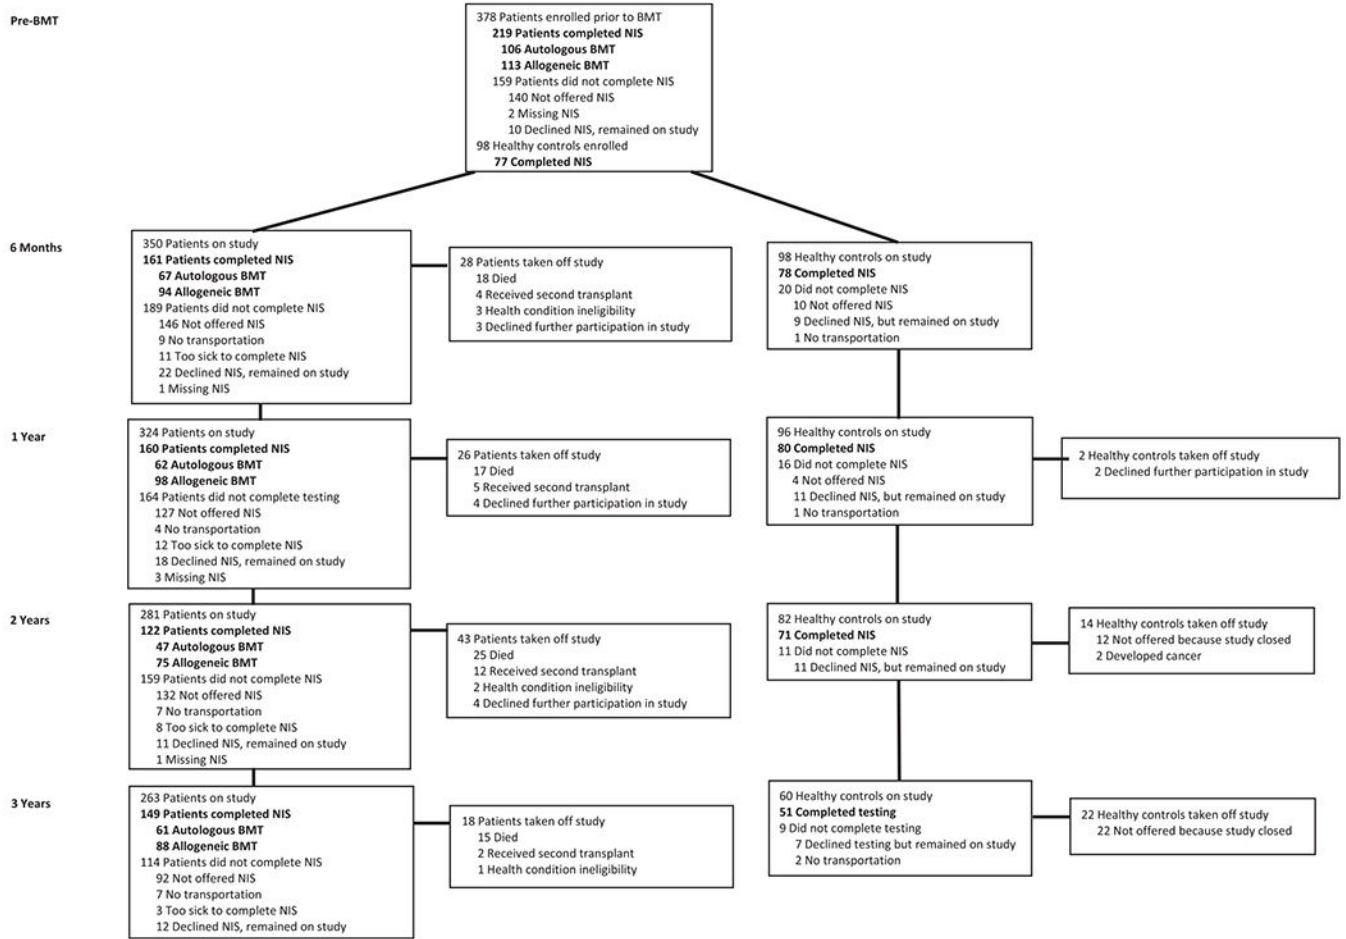 Pre-BMT
378 Patients enrolled prior to BMT
219 Patients completed NIS
106 Autologous BMT
113 Allogeneic BMT
159 Patients did not complete NIS
140 Not offered NIS
2 Missing NIS
10 Declined NIS, remained on study
98 Healthy controls enrolled
77 Completed NIS
6 Months
350 Patients on study
161 Patients completed NIS
67 Autologous BMT
94 Allogeneic BMT
189 Patients did not complete NIS
146 Not offered NIS
9 No transportation
11 Too sick to complete NIS
22 Declined NIS, remained on study
1 Missing NIS
28 Patients taken off study
18 Died
4 Received second transplant
3 Health condition ineligibility
3 Declined further participation in study
98 Healthy controls on study
78 Completed NIS
20 Did not complete NIS
10 Not offered NIS
9 Declined NIS, but remained on study
1 No transportation
1 Year
324 Patients on study
160 Patients completed NIS
62 Autologous BMT
98 Allogeneic BMT
164 Patients did not complete testing
127 Not offered NIS
4 No transportation
12 Too sick to complete NIS
18 Declined NIS, remained on study
3 Missing NIS
26 Patients taken off study
17 Died
5 Received second transplant
4 Declined further participation in study
96 Healthy controls on study
80 Completed NIS
16 Did not complete NIS
4 Not offered NIS
11 Declined NIS, but remained on study
1 No transportation
2 Healthy controls taken off study
2 Declined further participation in study
2 Years
281 Patients on study
122 Patients completed NIS
47 Autologous BMT
75 Allogeneic BMT
159 Patients did not complete NIS
132 Not offered NIS
7 No transportation
8 Too sick to complete NIS
11 Declined NIS, remained on study
1 Missing NIS
43 Patients taken off study
25 Died
12 Received second transplant
2 Health condition ineligibility
4 Declined further participation in study
82 Healthy controls on study
71 Completed NIS
11 Did not complete NIS
11 Declined NIS, but remained on study
14 Healthy controls taken off study
12 Not offered because study closed
2 Developed cancer
3 Years
263 Patients on study
149 Patients completed NIS
61 Autologous BMT
88 Allogeneic BMT
114 Patients did not complete NIS
92 Not offered NIS
7 No transportation
3 Too sick to complete NIS
12 Declined NIS, remained on study
18 Patients taken off study
15 Died
2 Received second transplant
1 Health condition ineligibility
60 Healthy controls on study
51 Completed testing
9 Did not complete testing
7 Declined testing but remained on study
2 No transportation
22 Healthy controls taken off study
22 Not offered because study closed